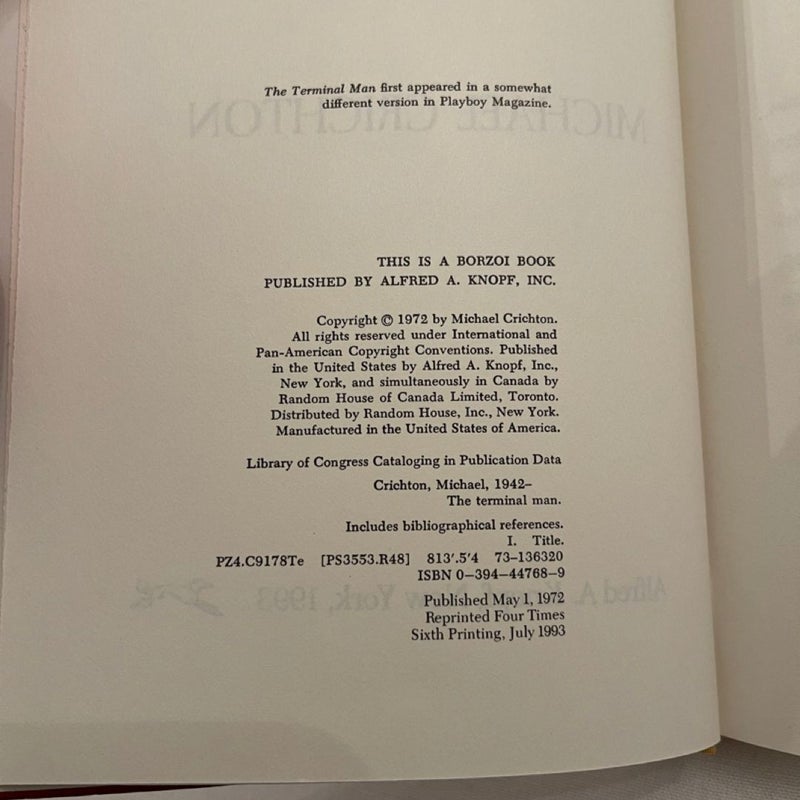 The Terminal Man first appeared in a somewhat
different version in Playboy Magazine.
MICHAEL CRICHTON
THIS IS A BORZOI BOOK
PUBLISHED BY ALFRED A. KNOPF, INC.
Copyright © 1972 by Michael Crichton.
All rights reserved under International and
Pan-American Copyright Conventions. Published
in the United States by Alfred A. Knopf, Inc.,
New York, and simultaneously in Canada by
Random House of Canada Limited, Toronto.
Distributed by Random House, Inc., New York.
Manufactured in the United States of America.
Library of Congress Cataloging in Publication Data
Crichton, Michael, 1942–
The terminal man.
Includes bibliographical references.
I. Title.
PZ4.C9178Te [PS3553.R48] 813'.5'4 73–136320
ISBN 0–394–44768–9
Published May 1, 1972
Reprinted Four Times
Sixth Printing, July 1993